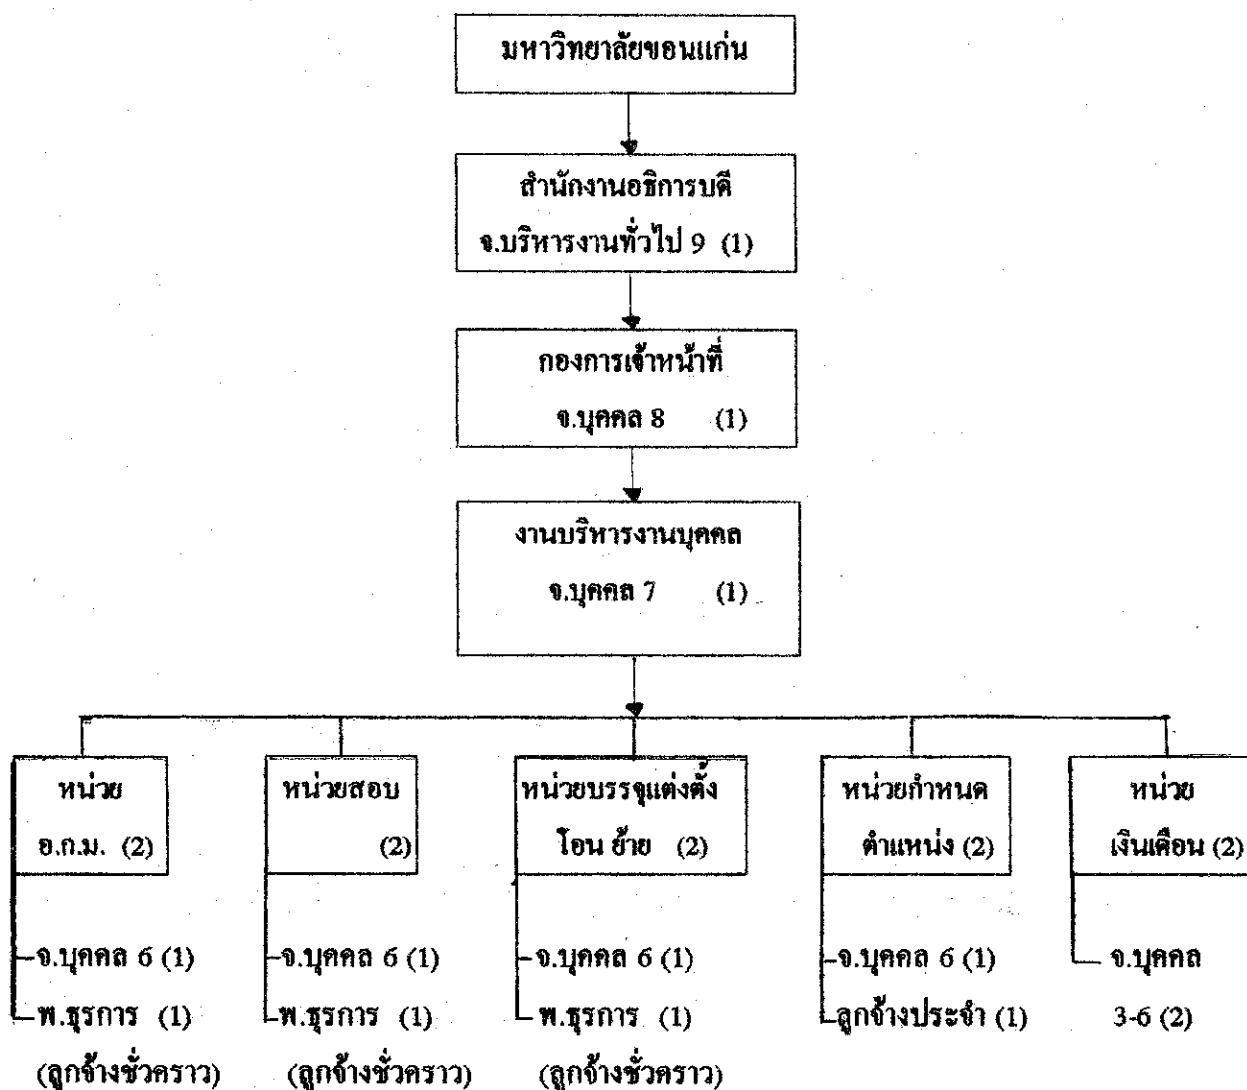 มหาวิทยาลัยขอนแก่น
สำนักงานอธิการบดี
จ.บริหารงานทั่วไป 9 (1)
กองการเจ้าหน้าที่
จ.บุคคล 8 (1)
งานบริหารงานบุคคล
จ.บุคคล 7 (1)
หน่วย
อ.ก.ม. (2)
จ.บุคคล 6 (1)
พ.ธุรการ (1)
(ลูกจ้างชั่วคราว)
หน่วยสอบ
(2)
จ.บุคคล 6 (1)
พ.ธุรการ (1)
(ลูกจ้างชั่วคราว)
หน่วยบรรจุแต่งตั้ง
โอน ย้าย (2)
จ.บุคคล 6 (1)
พ.ธุรการ (1)
(ลูกจ้างชั่วคราว)
หน่วยกำหนด
ตำแหน่ง (2)
จ.บุคคล 6 (1)
ลูกจ้างประจำ (1)
หน่วย
เงินเดือน (2)
จ.บุคคล
3-6 (2)